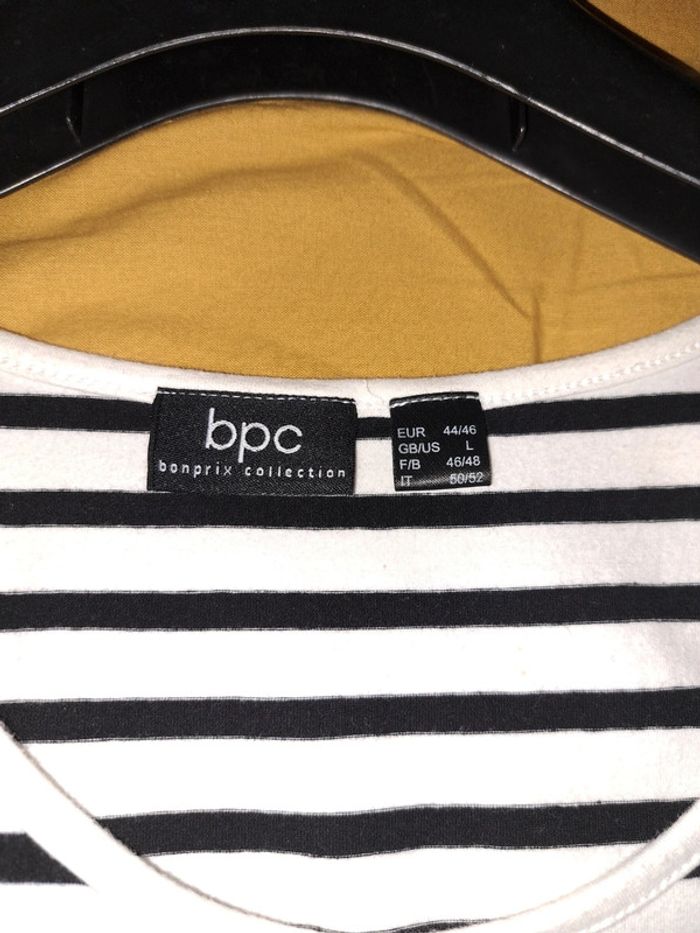 bpc
bonprix collection
EUR 44/46
GB/US L
F/B 46/48
IT 50/52